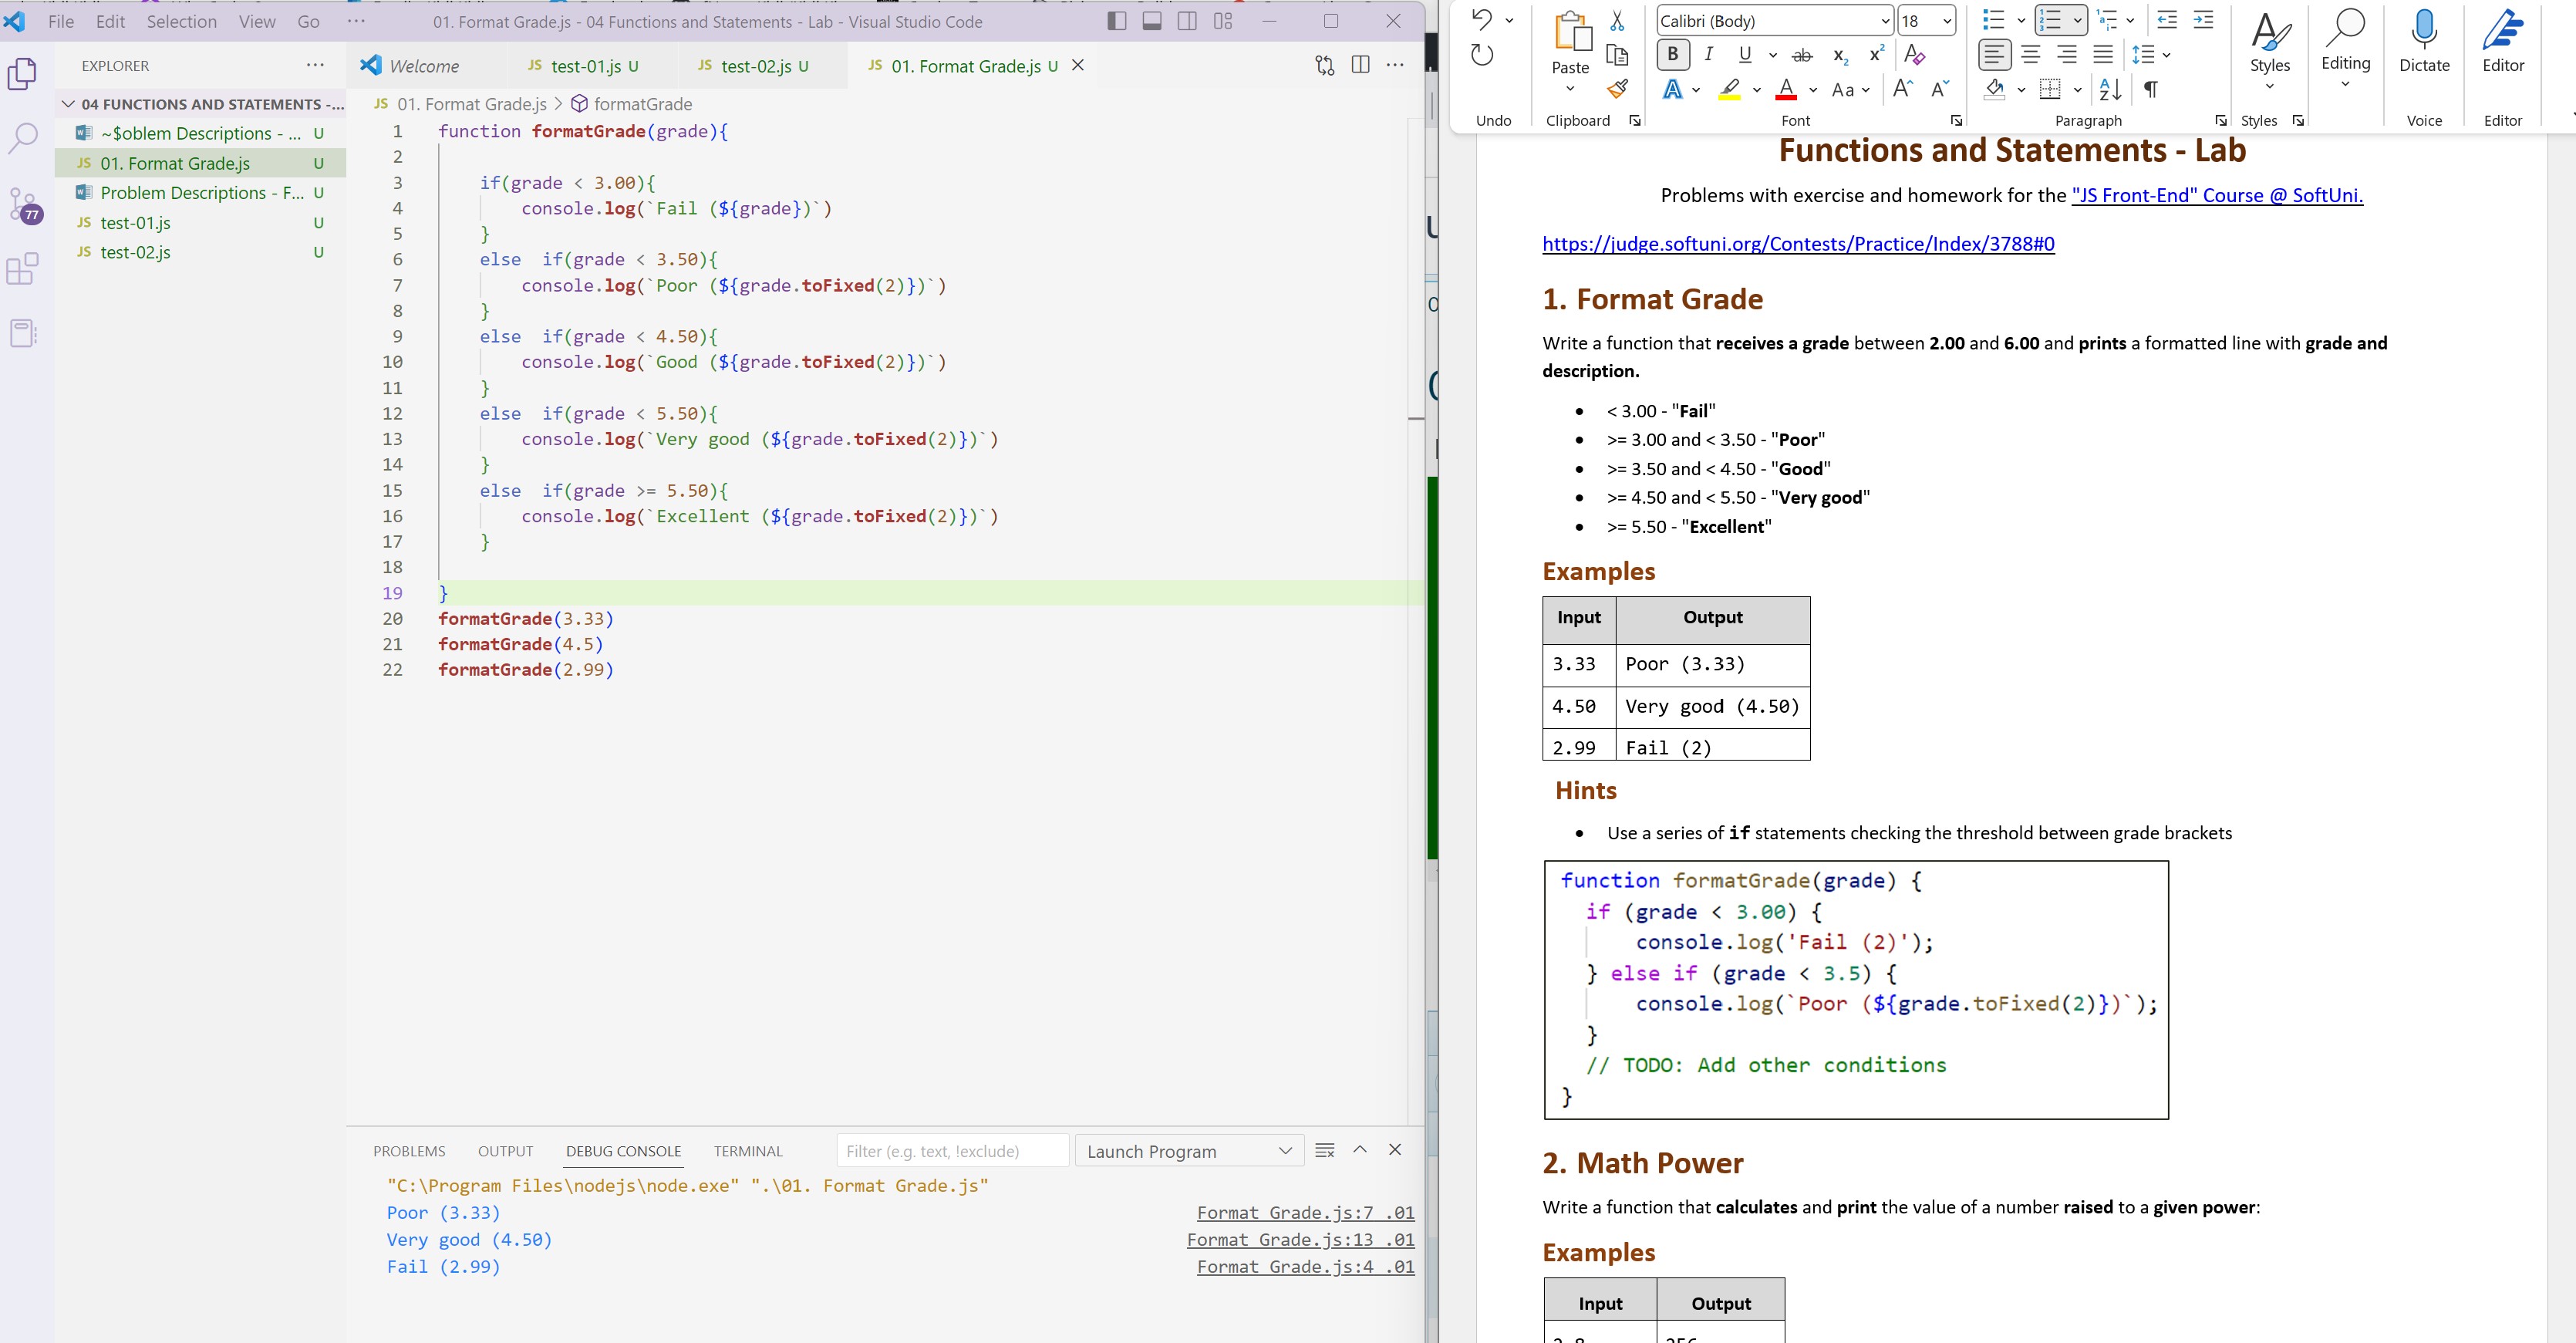 File Edit Selection View Go ··· 01. Format Grade.js - 04 Functions and Statements - Lab - Visual Studio Code
EXPLORER ···
04 FUNCTIONS AND STATEMENTS -...
~$oblem Descriptions - ... U
JS 01. Format Grade.js U
Problem Descriptions - F... U
JS test-01.js U
JS test-02.js U
77
Welcome JS test-01.js U JS test-02.js U JS 01. Format Grade.js U
JS 01. Format Grade.js > formatGrade
1 function formatGrade(grade){
2
3 if(grade < 3.00){
4 console.log(`Fail (${grade})`)
5 }
6 else if(grade < 3.50){
7 console.log(`Poor (${grade.toFixed(2)})`)
8 }
9 else if(grade < 4.50){
10 console.log(`Good (${grade.toFixed(2)})`)
11 }
12 else if(grade < 5.50){
13 console.log(`Very good (${grade.toFixed(2)})`)
14 }
15 else if(grade >= 5.50){
16 console.log(`Excellent (${grade.toFixed(2)})`)
17 }
18
19 }
20 formatGrade(3.33)
21 formatGrade(4.5)
22 formatGrade(2.99)
PROBLEMS OUTPUT DEBUG CONSOLE TERMINAL Filter (e.g. text, !exclude) Launch Program
"C:\Program Files\nodejs\node.exe" ".\01. Format Grade.js"
Poor (3.33) Format Grade.js:7 .01
Very good (4.50) Format Grade.js:13 .01
Fail (2.99) Format Grade.js:4 .01
Calibri (Body) 18
Paste B I U ab x₂ x² Styles Editing Dictate Editor
A A Aa A A
Undo Clipboard Font Paragraph Styles Voice Editor
Functions and Statements - Lab
Problems with exercise and homework for the "JS Front-End" Course @ SoftUni.
https://judge.softuni.org/Contests/Practice/Index/3788#0
1. Format Grade
Write a function that receives a grade between 2.00 and 6.00 and prints a formatted line with grade and
description.
• < 3.00 - "Fail"
• >= 3.00 and < 3.50 - "Poor"
• >= 3.50 and < 4.50 - "Good"
• >= 4.50 and < 5.50 - "Very good"
• >= 5.50 - "Excellent"
Examples
Input Output
3.33 Poor (3.33)
4.50 Very good (4.50)
2.99 Fail (2)
Hints
• Use a series of if statements checking the threshold between grade brackets
function formatGrade(grade) {
if (grade < 3.00) {
console.log('Fail (2)');
} else if (grade < 3.5) {
console.log(`Poor (${grade.toFixed(2)})`);
}
// TODO: Add other conditions
}
2. Math Power
Write a function that calculates and print the value of a number raised to a given power:
Examples
Input Output